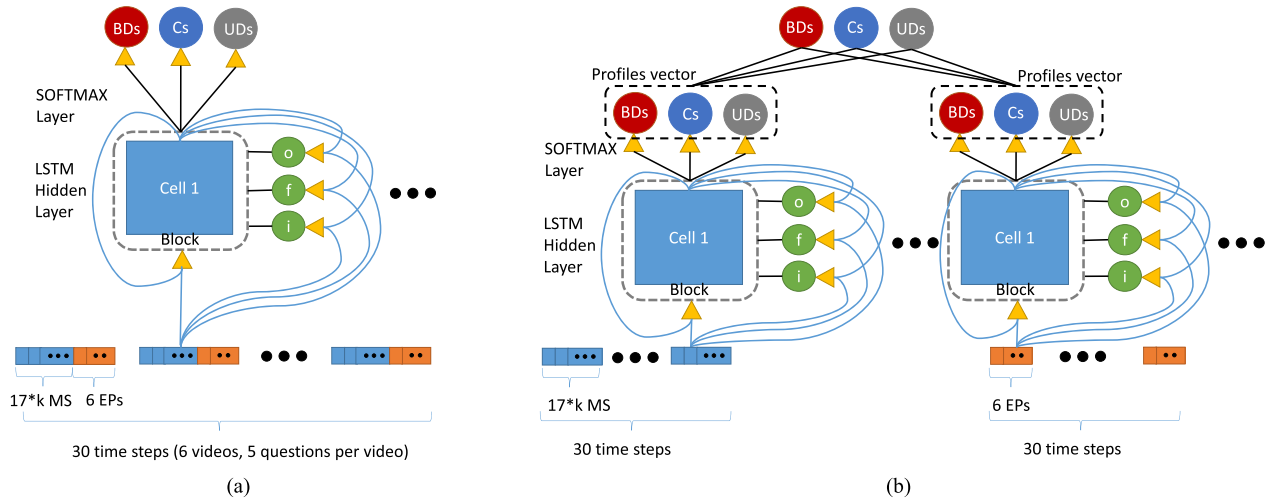 BDs Cs UDs
SOFTMAX
Layer
LSTM
Hidden
Layer
Cell 1
Block
o
f
i
17*k MS
6 EPs
30 time steps (6 videos, 5 questions per video)
(a)
BDs Cs UDs
Profiles vector
Profiles vector
BDs Cs UDs
BDs Cs UDs
SOFTMAX
Layer
LSTM
Hidden
Layer
Cell 1
Block
o
f
i
Cell 1
Block
o
f
i
17*k MS
6 EPs
30 time steps
30 time steps
(b)